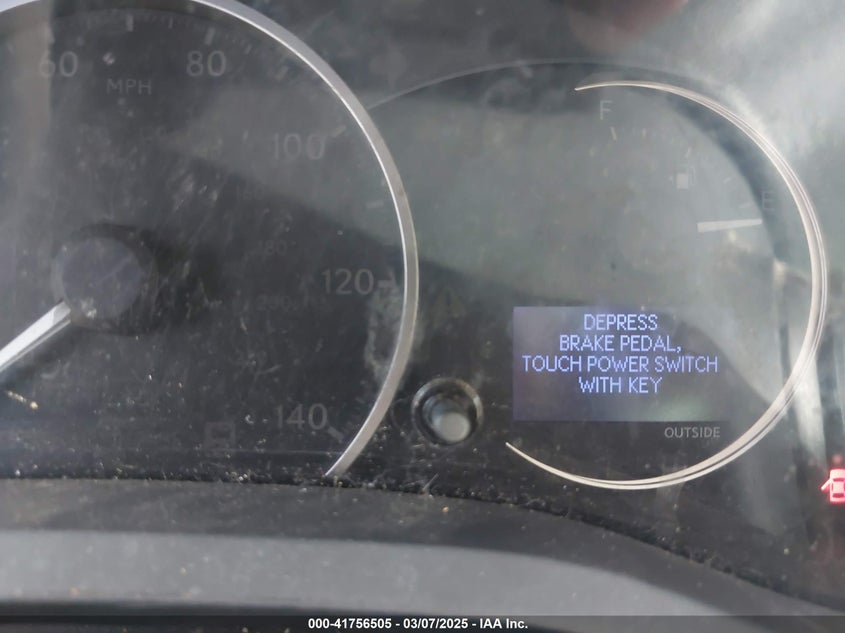 60
80
MPH
100
120
140
180
F
E
DEPRESS
BRAKE PEDAL,
TOUCH POWER SWITCH
WITH KEY
OUTSIDE
000-41756505 - 03/07/2025 - IAA Inc.